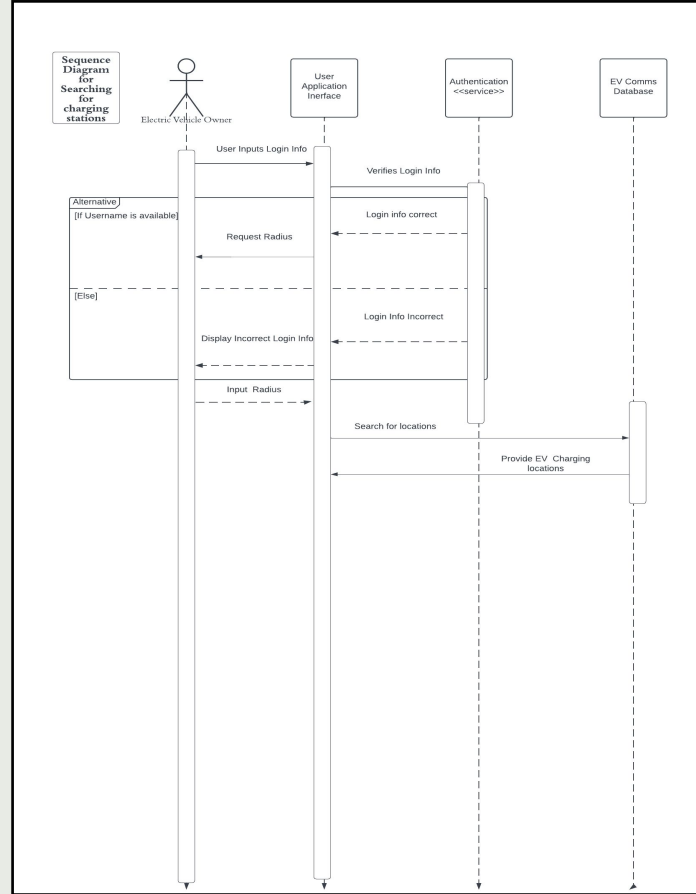 Sequence
Diagram
for
Searching
for
charging
stations
Electric Vehicle Owner
User
Application
Inerface
Authentication
<<service>>
EV Comms
Database
User Inputs Login Info
Verifies Login Info
Alternative
[If Username is available]
Login info correct
Request Radius
[Else]
Login Info Incorrect
Display Incorrect Login Info
Input Radius
Search for locations
Provide EV Charging
locations